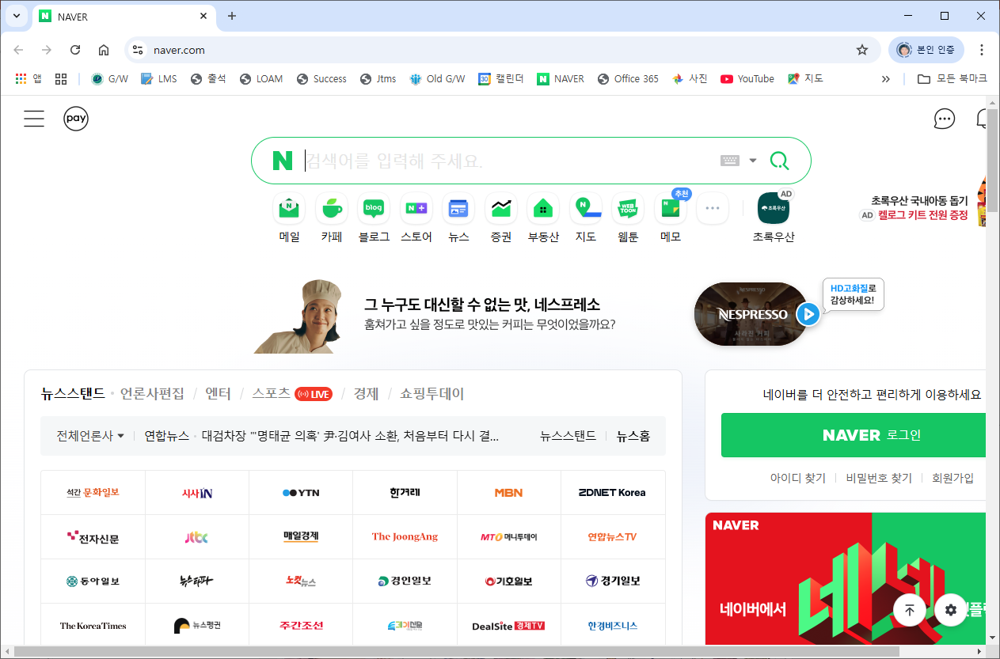 NAVER
naver.com
본인 인증
앱
G/W
LMS
출석
LOAM
Success
Jtms
Old G/W
30
캘린더
NAVER
Office 365
사진
YouTube
지도
모든 북마크
pay
N 검색어를 입력해 주세요.
추천
AD
N
blog
N+
N
WEB TOON
초록우산
메일
카페
블로그
스토어
뉴스
증권
부동산
지도
웹툰
메모
초록우산
초록우산 국내아동 돕기
AD 켈로그 키트 전원 증정
그 누구도 대신할 수 없는 맛, 네스프레소
훔쳐가고 싶을 정도로 맛있는 커피는 무엇이었을까요?
NESPRESSO
NESPRESSO
사라진 커피
HD고화질로
감상하세요!
뉴스스탠드
언론사편집
엔터
스포츠 LIVE
경제
쇼핑투데이
전체언론사
연합뉴스
대검차장 "'명태균 의혹' 尹·김여사 소환, 처음부터 다시 결...
뉴스스탠드
뉴스홈
석간 문화일보
시사IN
YTN
한겨레
MBN
ZDNET Korea
전자신문
jtbc
매일경제
The JoongAng
MTO 머니투데이
연합뉴스TV
동아일보
뉴스타파
노컷뉴스
경인일보
기호일보
경기일보
The Korea Times
뉴스펭귄
주간조선
DealSite 경제TV
한경비즈니스
네이버를 더 안전하고 편리하게 이용하세요
NAVER 로그인
아이디 찾기
비밀번호 찾기
회원가입
NAVER
네넷
네이버에서